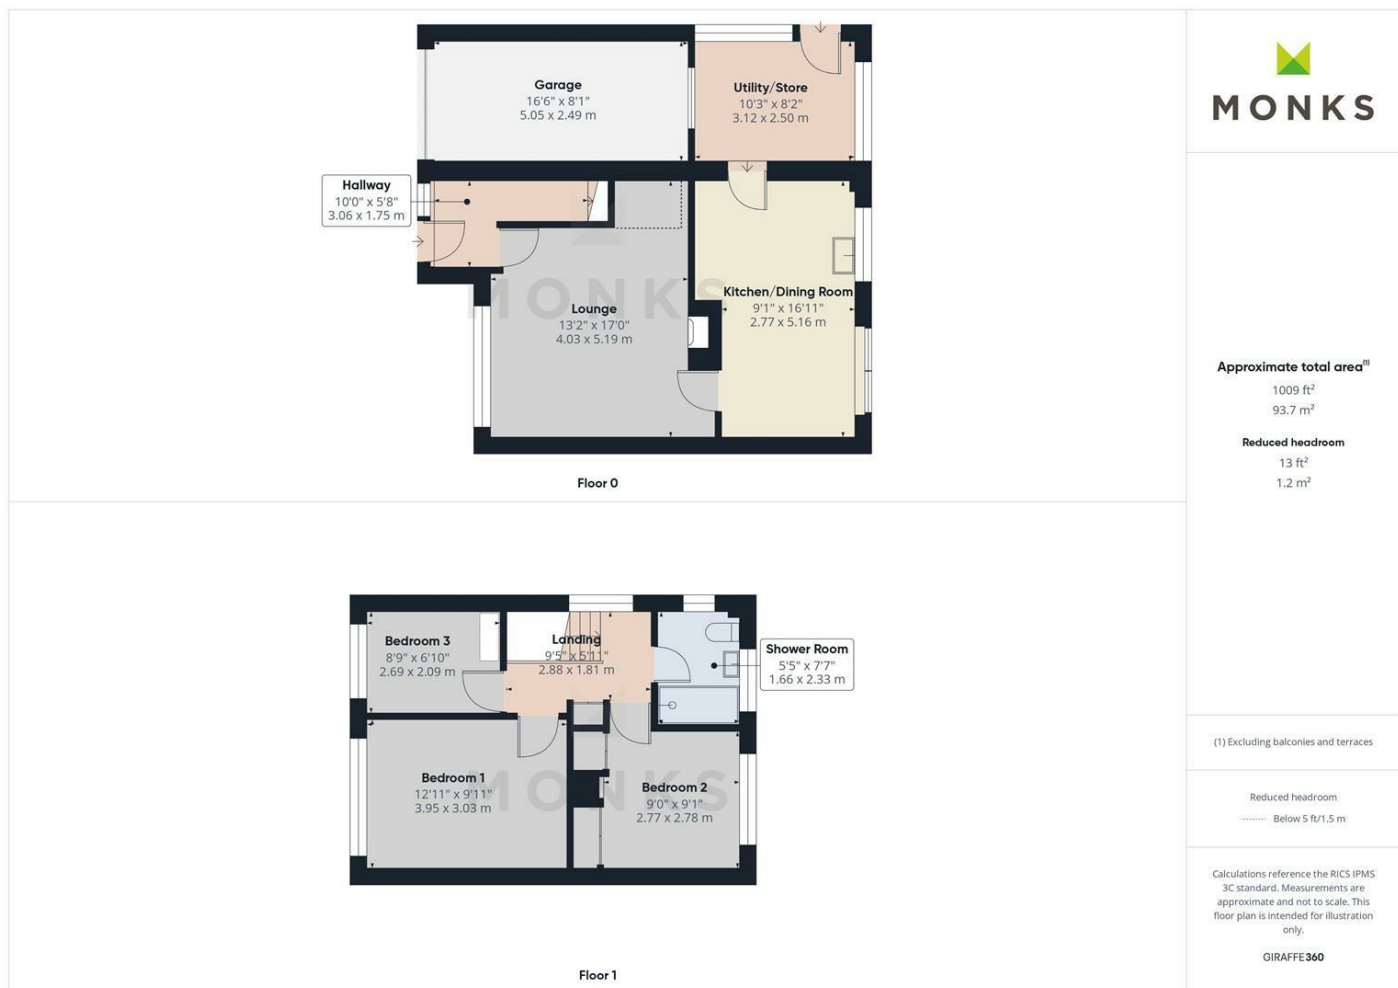 Garage
16'6" x 8'1"
5.05 x 2.49 m
Utility/Store
10'3" x 8'2"
3.12 x 2.50 m
Hallway
10'0" x 5'8"
3.06 x 1.75 m
Lounge
13'2" x 17'0"
4.03 x 5.19 m
Kitchen/Dining Room
9'1" x 16'11"
2.77 x 5.16 m
MONKS
Floor 0
Bedroom 3
8'9" x 6'10"
2.69 x 2.09 m
Landing
9'5" x 5'11"
2.88 x 1.81 m
Shower Room
5'5" x 7'7"
1.66 x 2.33 m
Bedroom 1
12'11" x 9'11"
3.95 x 3.03 m
Bedroom 2
9'0" x 9'1"
2.77 x 2.78 m
MONKS
Floor 1
MONKS
Approximate total area(1)
1009 ft²
93.7 m²
Reduced headroom
13 ft²
1.2 m²
(1) Excluding balconies and terraces
Reduced headroom
Below 5 ft/1.5 m
Calculations reference the RICS IPMS
3C standard. Measurements are
approximate and not to scale. This
floor plan is intended for illustration
only.
GIRAFFE360